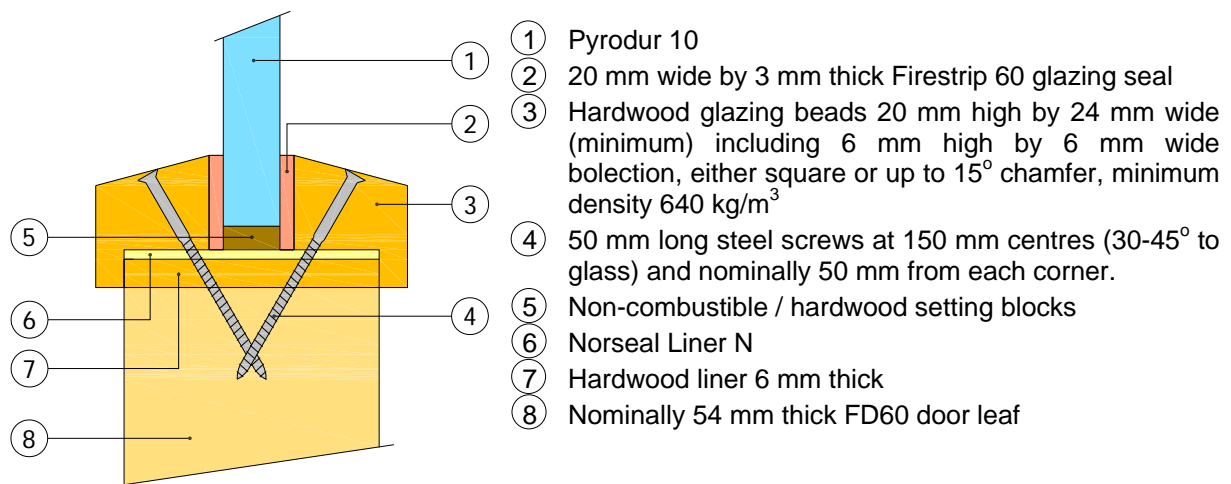 1
2
3
4
5
6
7
8
1 Pyrodur 10
2 20 mm wide by 3 mm thick Firestrip 60 glazing seal
3 Hardwood glazing beads 20 mm high by 24 mm wide
(minimum) including 6 mm high by 6 mm wide
bolection, either square or up to 15° chamfer, minimum
density 640 kg/m³
4 50 mm long steel screws at 150 mm centres (30-45° to
glass) and nominally 50 mm from each corner.
5 Non-combustible / hardwood setting blocks
6 Norseal Liner N
7 Hardwood liner 6 mm thick
8 Nominally 54 mm thick FD60 door leaf